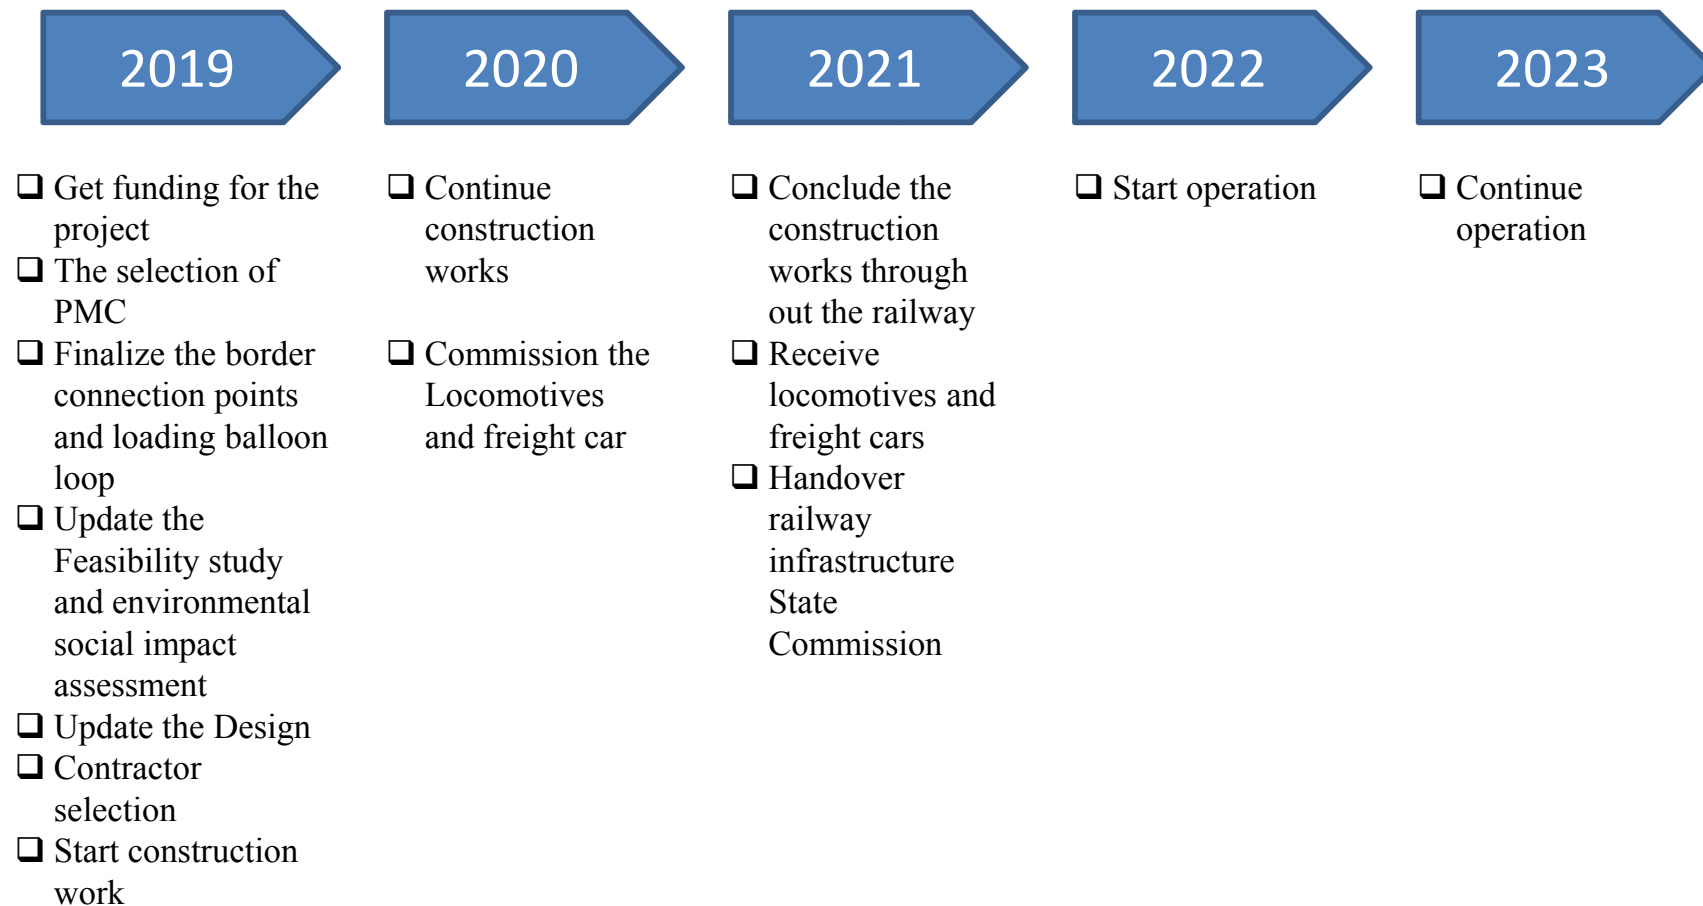 2019
2020
2021
2022
2023
❑ Get funding for the
project
❑ The selection of
PMC
❑ Finalize the border
connection points
and loading balloon
loop
❑ Update the
Feasibility study
and environmental
social impact
assessment
❑ Update the Design
❑ Contractor
selection
❑ Start construction
work
❑ Continue
construction
works
❑ Commission the
Locomotives
and freight car
❑ Conclude the
construction
works through
out the railway
❑ Receive
locomotives and
freight cars
❑ Handover
railway
infrastructure
State
Commission
❑ Start operation
❑ Continue
operation